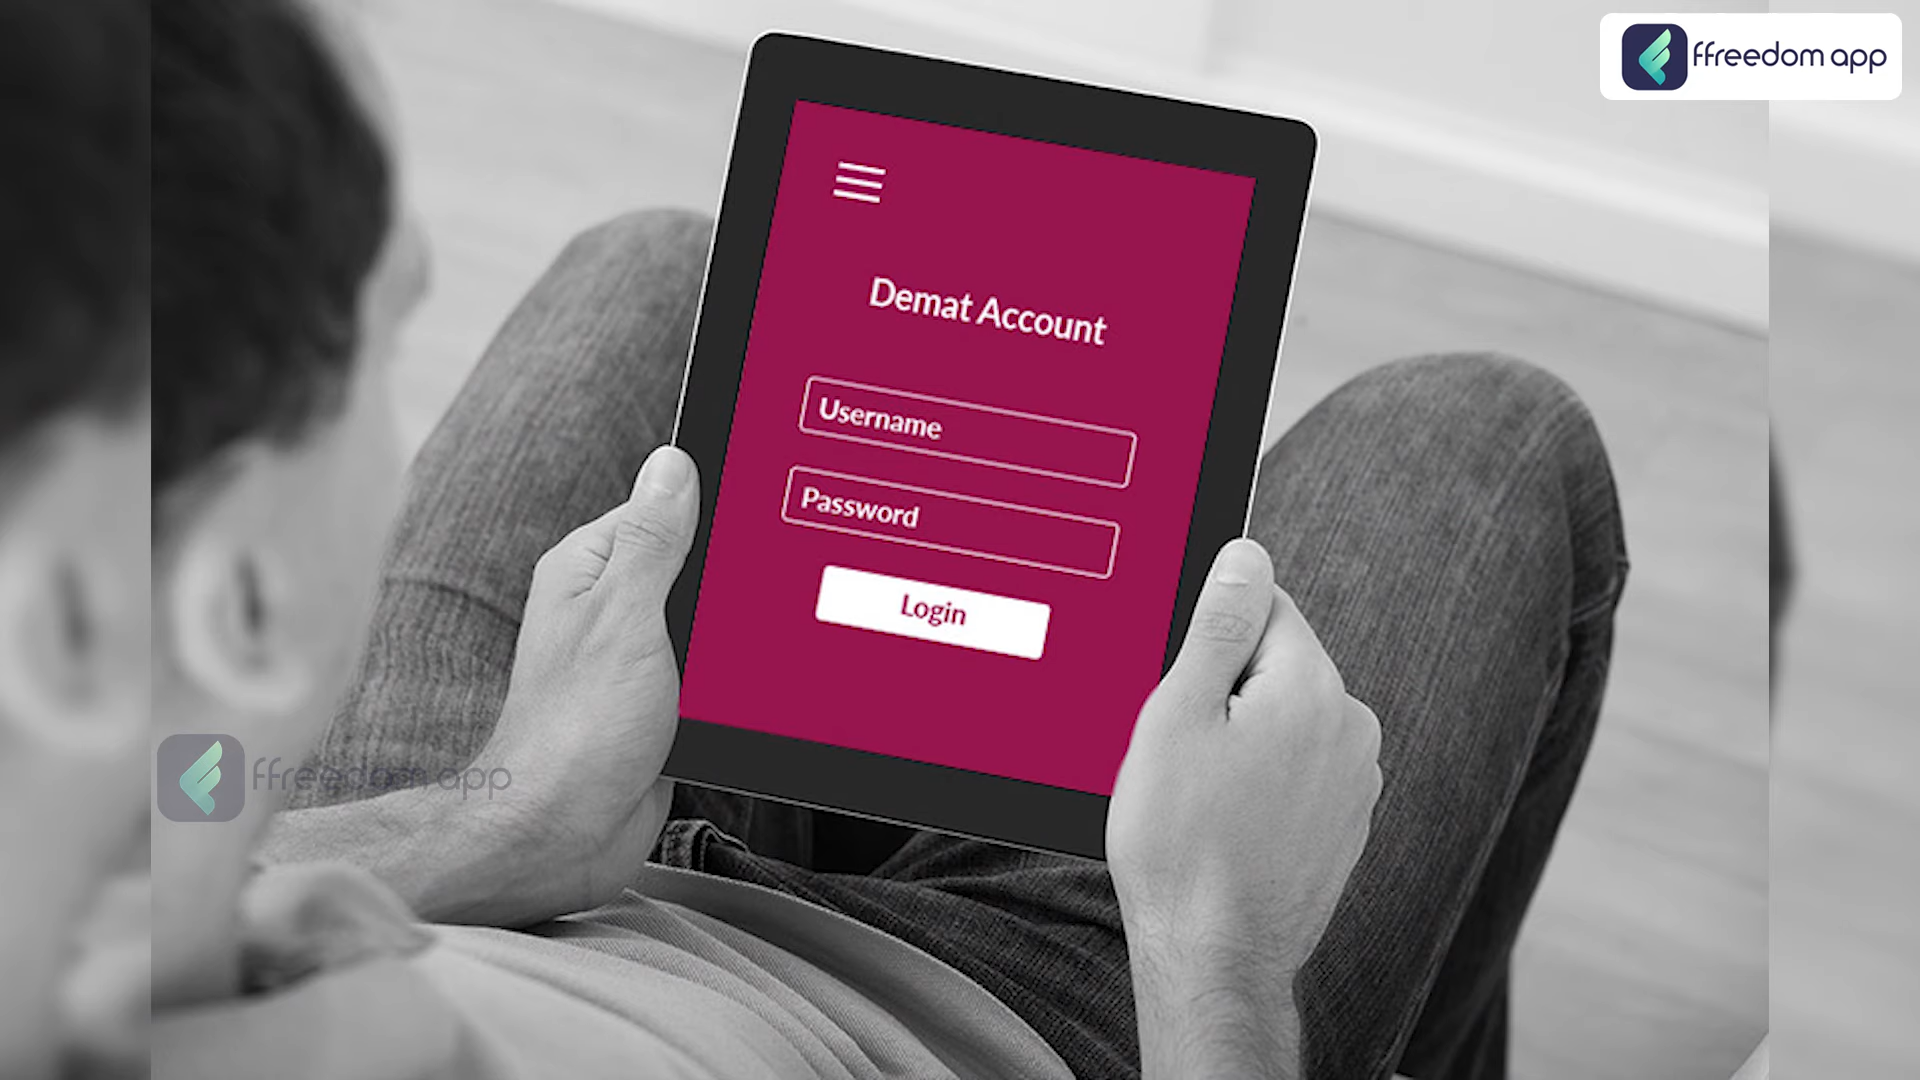 ffreedom app
Demat Account
Username
Password
Login
ffreedom app